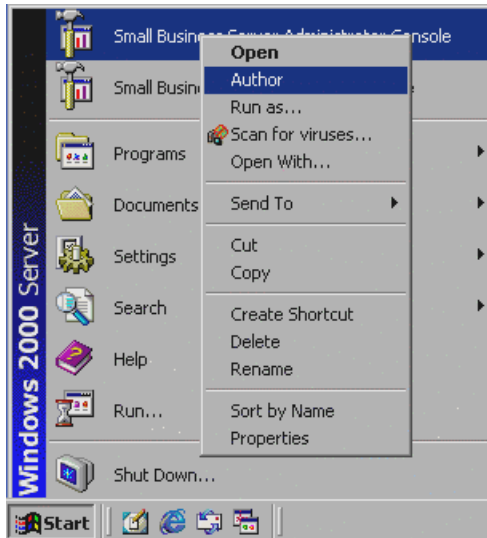 Small Business Server Administrator Console
Small Busin
Programs
Documents
Settings
Search
Help
Run...
Shut Down...
Windows 2000 Server
Start
Open
Author
Run as...
Scan for viruses...
Open With...
Send To
Cut
Copy
Create Shortcut
Delete
Rename
Sort by Name
Properties